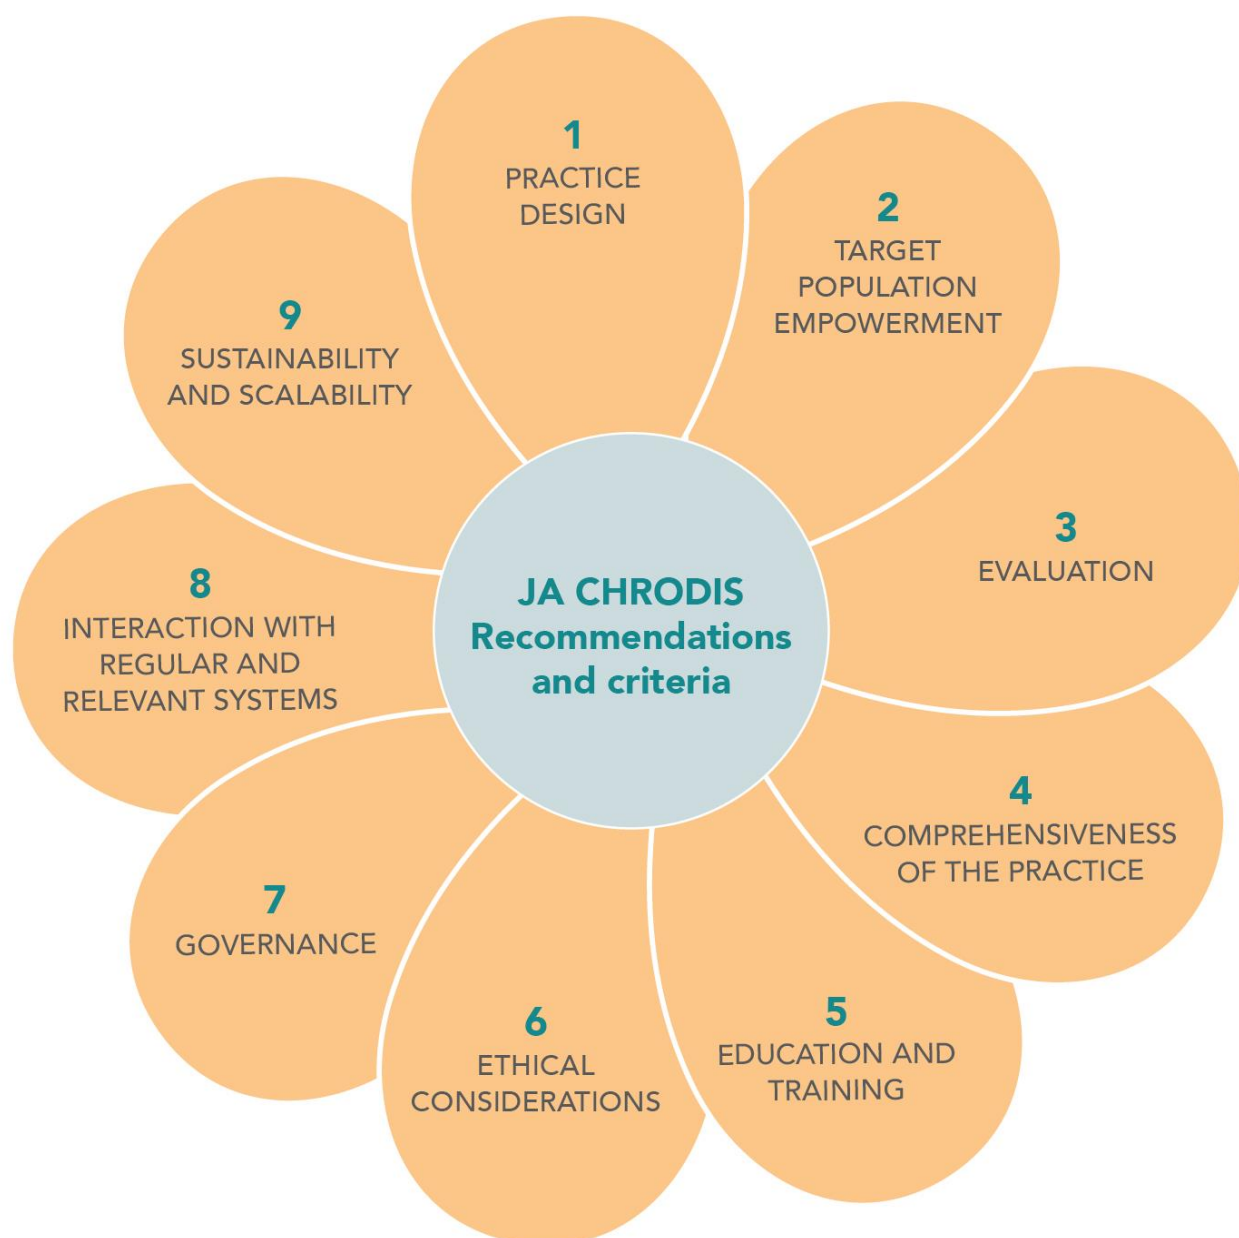 1
PRACTICE
DESIGN
2
TARGET
POPULATION
EMPOWERMENT
3
EVALUATION
4
COMPREHENSIVENESS
OF THE PRACTICE
5
EDUCATION AND
TRAINING
6
ETHICAL
CONSIDERATIONS
7
GOVERNANCE
8
INTERACTION WITH
REGULAR AND
RELEVANT SYSTEMS
9
SUSTAINABILITY
AND SCALABILITY
JA CHRODIS
Recommendations
and criteria